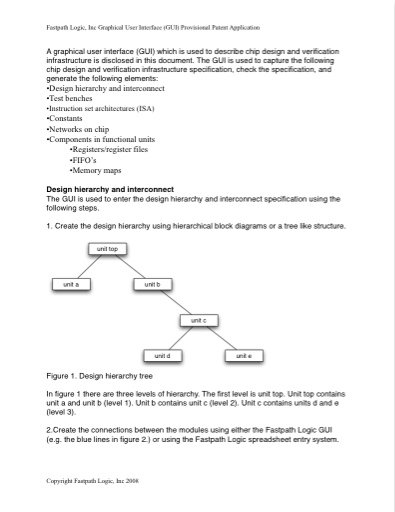 Fastpath Logic, Inc Graphical User Interface (GUI) Provisional Patent Application
A graphical user interface (GUI) which is used to describe chip design and verification
infrastructure is disclosed in this document. The GUI is used to capture the following
chip design and verification infrastructure specification, check the specification, and
generate the following elements:
•Design hierarchy and interconnect
•Test benches
•Instruction set architectures (ISA)
•Constants
•Networks on chip
•Components in functional units
•Registers/register files
•FIFO's
•Memory maps
Design hierarchy and interconnect
The GUI is used to enter the design hierarchy and interconnect specification using the
following steps.
1. Create the design hierarchy using hierarchical block diagrams or a tree like structure.
unit top
unit a
unit b
unit c
unit d
unit e
Figure 1. Design hierarchy tree
In figure 1 there are three levels of hierarchy. The first level is unit top. Unit top contains
unit a and unit b (level 1). Unit b contains unit c (level 2). Unit c contains units d and e
(level 3).
2.Create the connections between the modules using either the Fastpath Logic GUI
(e.g. the blue lines in figure 2.) or using the Fastpath Logic spreadsheet entry system.
Copyright Fastpath Logic, Inc 2008